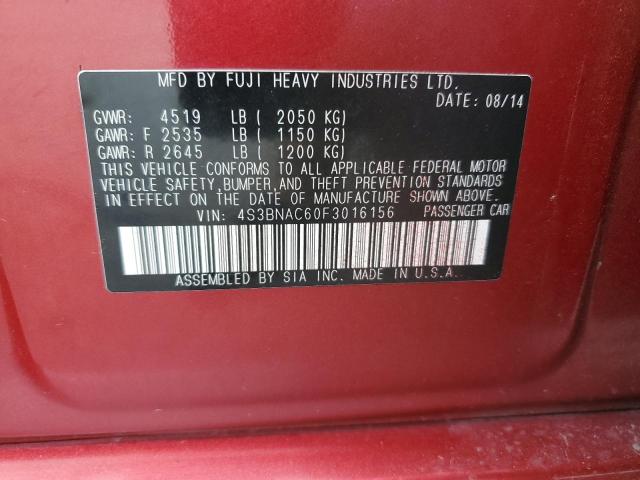 MFD BY FUJI HEAVY INDUSTRIES LTD.
DATE: 08/14
GVWR: 4519 LB ( 2050 KG)
GAWR: F 2535 LB ( 1150 KG)
GAWR: R 2645 LB ( 1200 KG)
THIS VEHICLE CONFORMS TO ALL APPLICABLE FEDERAL MOTOR
VEHICLE SAFETY,BUMPER,AND THEFT PREVENTION STANDARDS
IN EFFECT ON THE DATE OF MANUFACTURE SHOWN ABOVE.
VIN: 4S3BNAC60F3016156 PASSENGER CAR
ASSEMBLED BY SIA INC. MADE IN U.S.A.